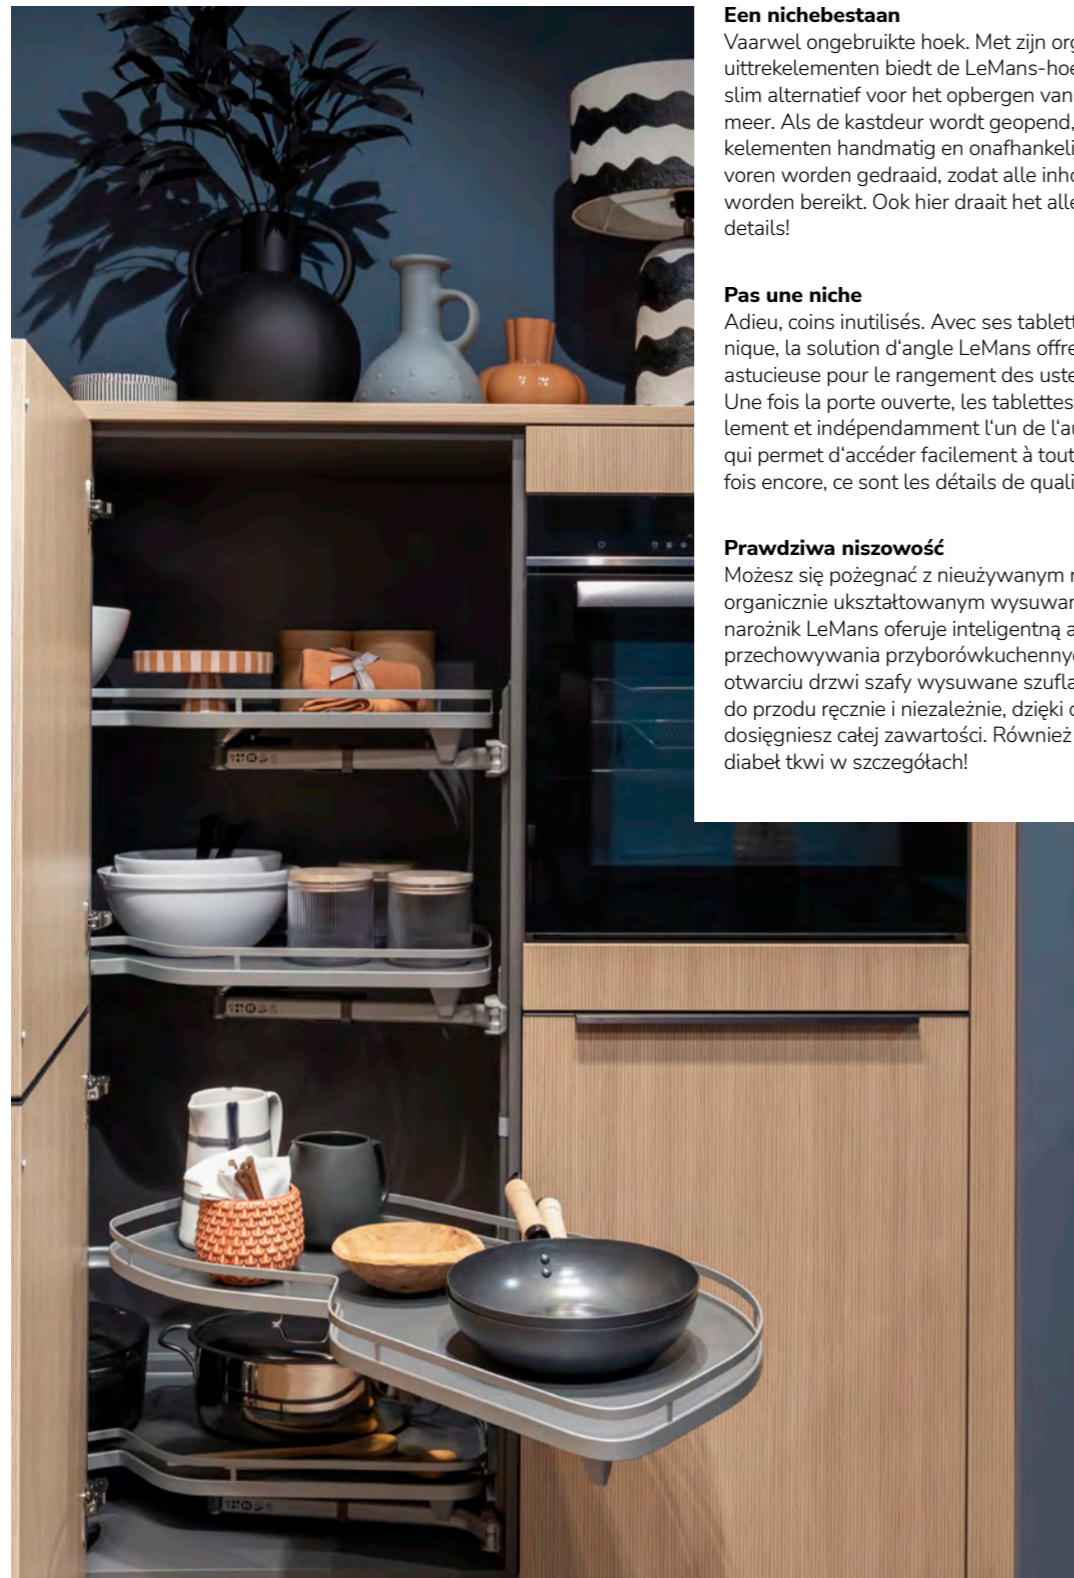 Een nichebestaan
Vaarwel ongebruikte hoek. Met zijn org
uittrekelementen biedt de LeMans-hoe
slim alternatief voor het opbergen van
meer. Als de kastdeur wordt geopend,
kelementen handmatig en onafhankeli
voren worden gedraaid, zodat alle inho
worden bereikt. Ook hier draait het alle
details!
Pas une niche
Adieu, coins inutilisés. Avec ses tablett
nique, la solution d‘angle LeMans offre
astucieuse pour le rangement des uste
Une fois la porte ouverte, les tablettes
lement et indépendamment l‘un de l‘au
qui permet d‘accéder facilement à tout
fois encore, ce sont les détails de quali
Prawdziwa niszowość
Możesz się pożegnać z nieużywanym n
organicznie ukształtowanym wysuwar
narożnik LeMans oferuje inteligentną a
przechowywania przyborówkuchenny
otwarciu drzwi szafy wysuwane szufla
do przodu ręcznie i niezależnie, dzięki c
dosięgniesz całej zawartości. Również
diabeł tkwi w szczegółach!